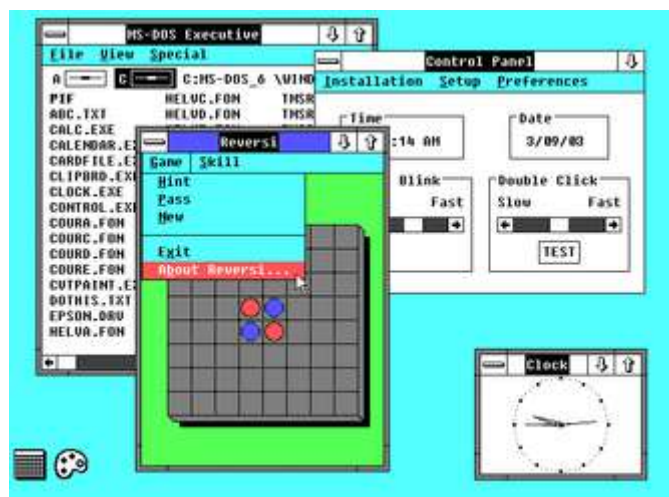 MS-DOS Executive
File View Special
A C C:MS-DOS_6 \WIND
PIF HELVC.FON TMSR
ABC.TXT HELVD.FON TMSR
CALC.EXE
CALENDAR.E
CARDFILE.E
CLIPBRD.EX
CLOCK.EXE
CONTROL.EX
COURA.FON
COURC.FON
COURD.FON
COURE.FON
CVTPAINT.E
DOTHIS.TXT
EPSON.DRV
HELVA.FON
Control Panel
Installation Setup Preferences
Time
:14 AM
Date
3/09/03
Blink
Fast
Double Click
Slow Fast
TEST
Reversi
Game Skill
Hint
Pass
New
Exit
About Reversi...
Clock